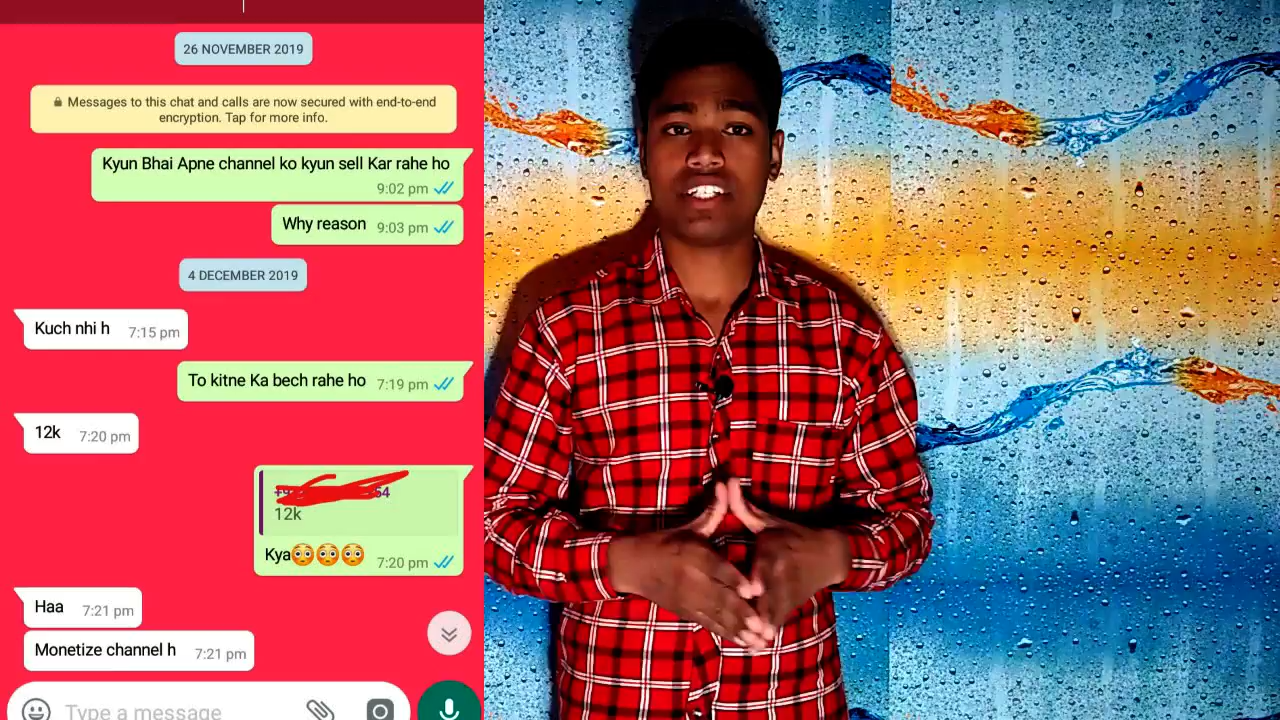 26 NOVEMBER 2019
Messages to this chat and calls are now secured with end-to-end
encryption. Tap for more info.
Kyun Bhai Apne channel ko kyun sell Kar rahe ho
9:02 pm
Why reason 9:03 pm
4 DECEMBER 2019
Kuch nhi h 7:15 pm
To kitne Ka bech rahe ho 7:19 pm
12k 7:20 pm
54
12k
Kya😳😳😳 7:20 pm
Haa 7:21 pm
Monetize channel h 7:21 pm
Type a message